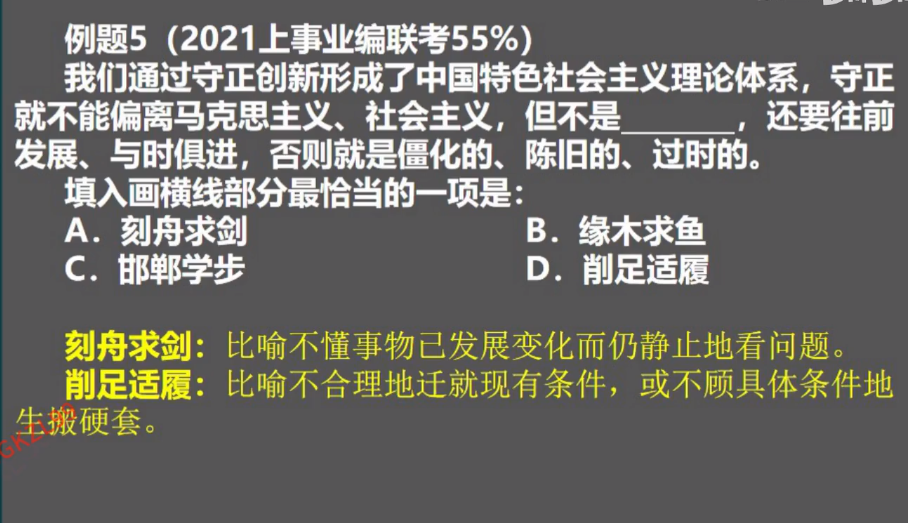 例题5（2021上事业编联考55%）
我们通过守正创新形成了中国特色社会主义理论体系，守正
就不能偏离马克思主义、社会主义，但不是________，还要往前
发展、与时俱进，否则就是僵化的、陈旧的、过时的。
填入画横线部分最恰当的一项是：
A．刻舟求剑 B．缘木求鱼
C．邯郸学步 D．削足适履
刻舟求剑：比喻不懂事物已发展变化而仍静止地看问题。
削足适履：比喻不合理地迁就现有条件，或不顾具体条件地
生搬硬套。